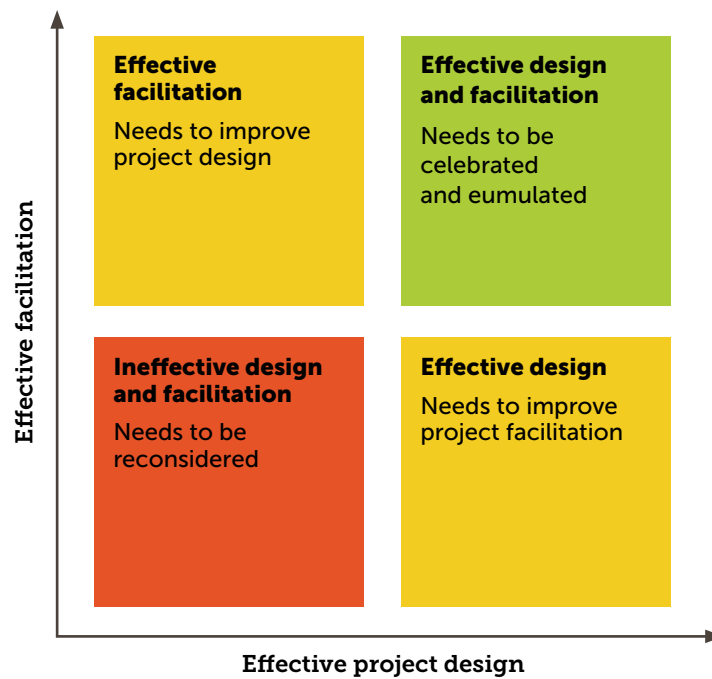 Effective
facilitation
Needs to improve
project design
Effective design
and facilitation
Needs to be
celebrated
and eumulated
Ineffective design
and facilitation
Needs to be
reconsidered
Effective design
Needs to improve
project facilitation
Effective facilitation
Effective project design